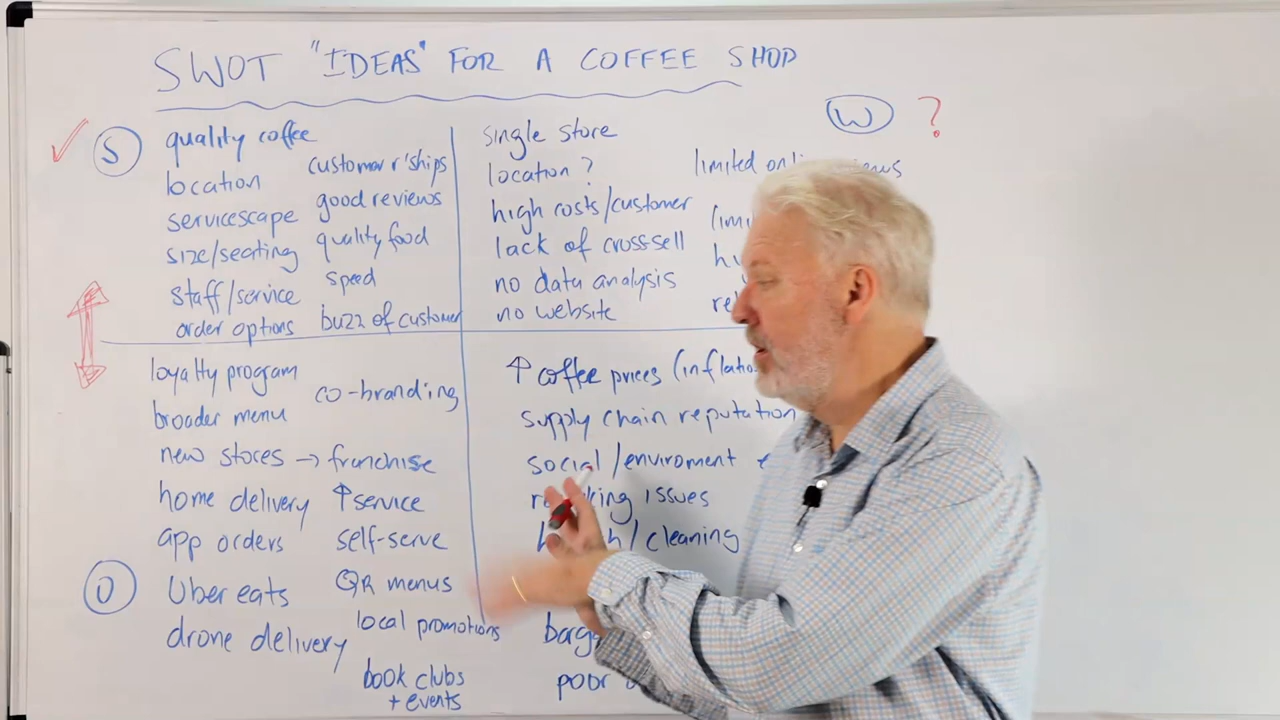 SWOT "IDEAS" FOR A COFFEE SHOP
S
quality coffee
location
servicescape
size/seating
staff/service
order options
customer r'ships
good reviews
quality food
speed
buzz of customer
W ?
single store
location ?
high costs/customer
lack of cross-sell
no data analysis
no website
limited
O
loyalty program
broader menu
new stores → franchise
home delivery
app orders
Uber eats
drone delivery
co-branding
↑ service
self-serve
QR menus
local promotions
book clubs
+ events
↑ coffee prices (inflatio
supply chain reputation
social/enviroment
issues
/cleaning
poor